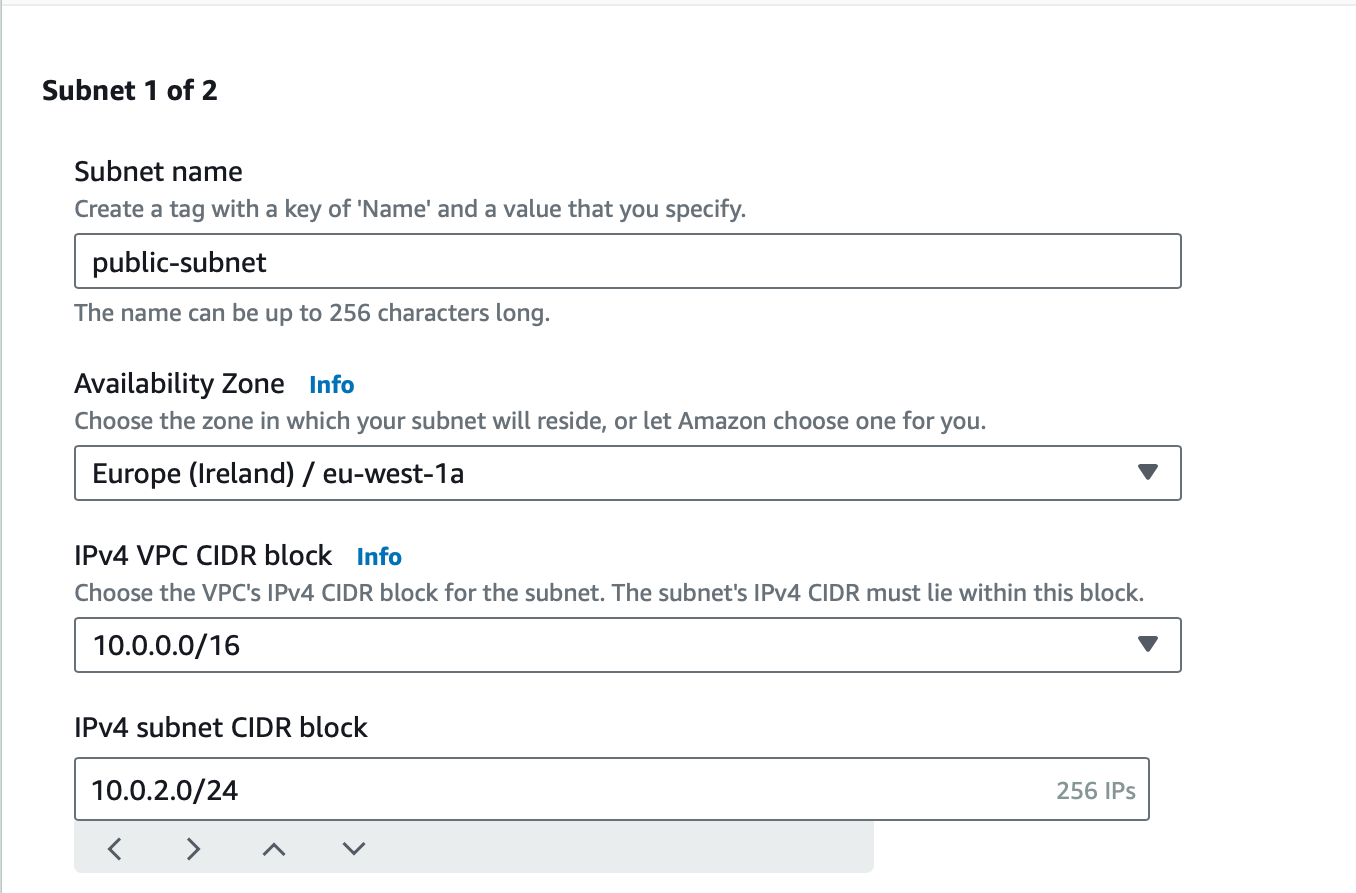 Subnet 1 of 2
Subnet name
Create a tag with a key of 'Name' and a value that you specify.
public-subnet
The name can be up to 256 characters long.
Availability Zone Info
Choose the zone in which your subnet will reside, or let Amazon choose one for you.
Europe (Ireland) / eu-west-1a
IPv4 VPC CIDR block Info
Choose the VPC's IPv4 CIDR block for the subnet. The subnet's IPv4 CIDR must lie within this block.
10.0.0.0/16
IPv4 subnet CIDR block
10.0.2.0/24 256 IPs